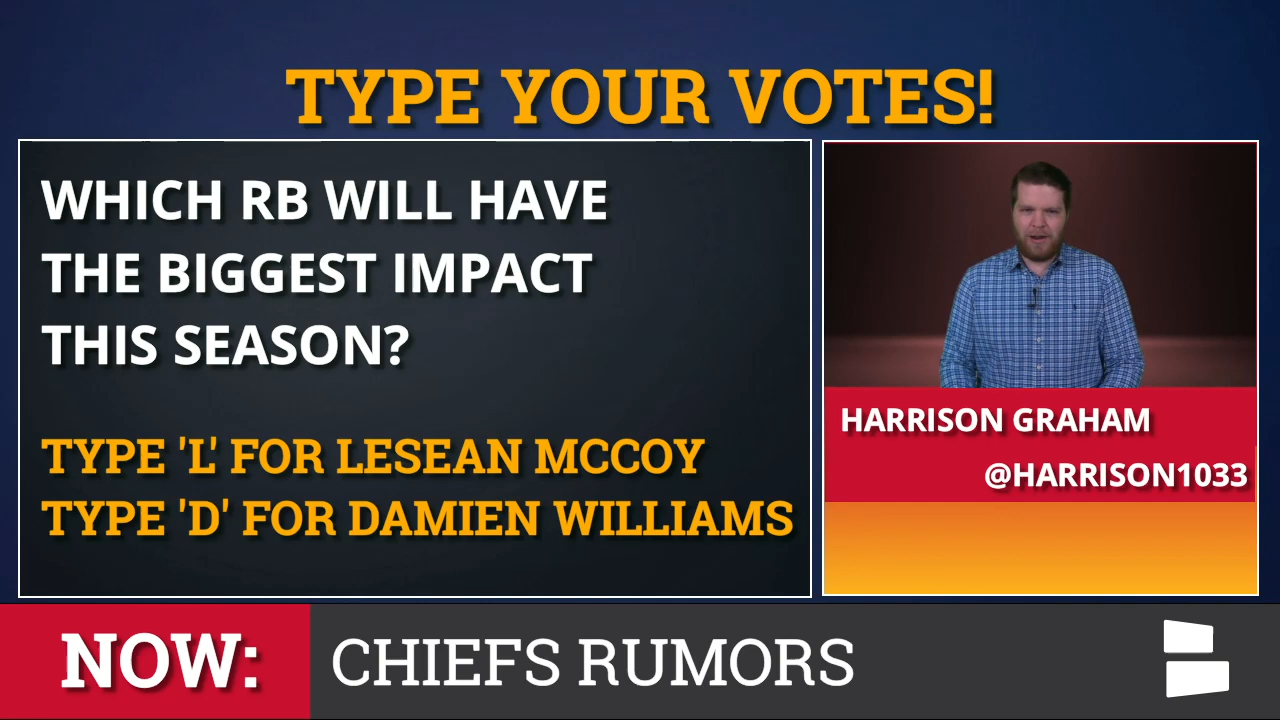 TYPE YOUR VOTES!
WHICH RB WILL HAVE
THE BIGGEST IMPACT
THIS SEASON?
TYPE 'L' FOR LESEAN MCCOY
TYPE 'D' FOR DAMIEN WILLIAMS
HARRISON GRAHAM
@HARRISON1033
NOW: CHIEFS RUMORS